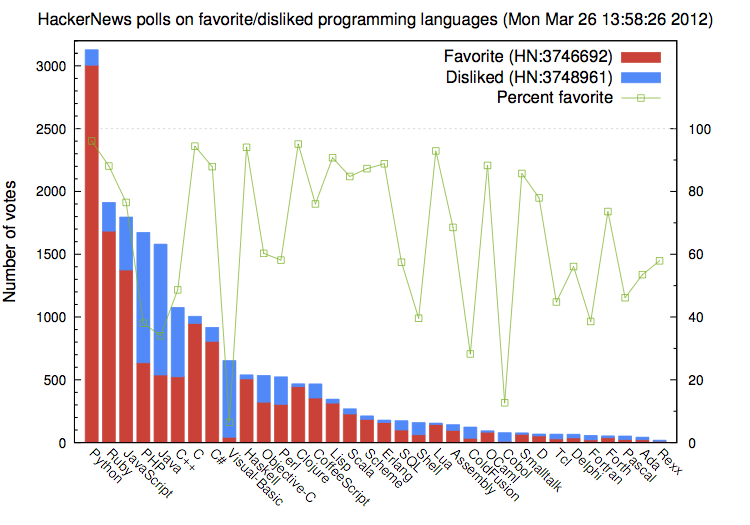 HackerNews polls on favorite/disliked programming languages (Mon Mar 26 13:58:26 2012)
Favorite (HN:3746692)
Disliked (HN:3748961)
Percent favorite
Number of votes
3000
2500
2000
1500
1000
500
0
100
80
60
40
20
0
Python
Ruby
JavaScript
PHP
Java
C++
C
C#
Visual-Basic
Haskell
Objective-C
Perl
Clojure
CoffeeScript
Lisp
Scala
Scheme
Erlang
SQL
Shell
Lua
Assembly
ColdFusion
OCaml
Cobol
Smalltalk
D
Tcl
Delphi
Fortran
Forth
Pascal
Ada
Rexx